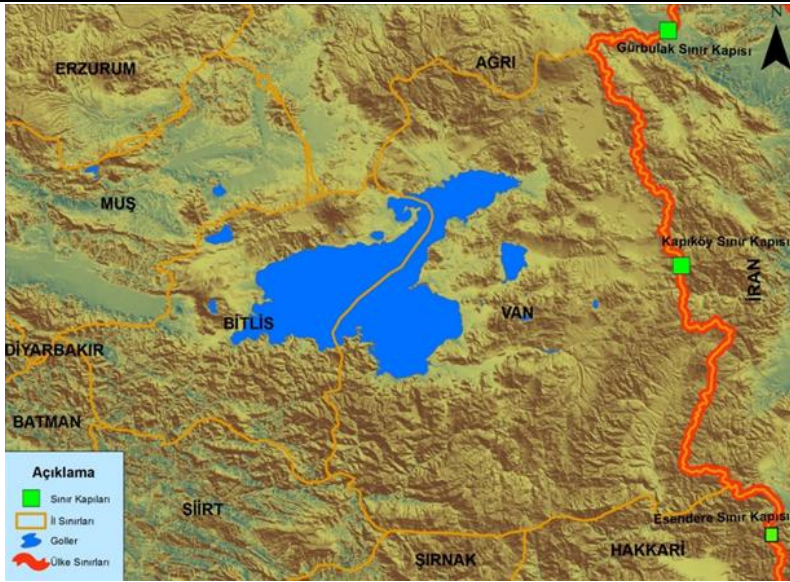 N
Gürbulak Sınır Kapısı
ERZURUM
AĞRI
MUŞ
Kapıköy Sınır Kapısı
İRAN
VAN
BİTLİS
DİYARBAKIR
BATMAN
Açıklama
Sınır Kapıları
İl Sınırları
Goller
Ülke Sınırları
SİİRT
ŞIRNAK
HAKKARİ
Esendere Sınır Kapısı